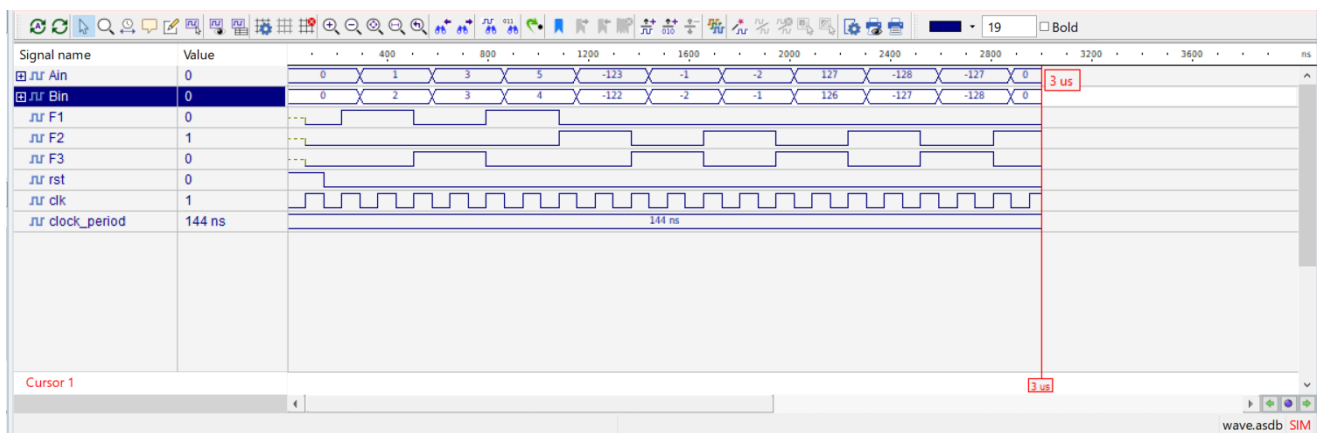 19 Bold
Signal name Value 400 800 1200 1600 2000 2400 2800 3200 3600 ns
Ain 0 0 1 3 5 -123 -1 -2 127 -128 -127 0
3 us
Bin 0 0 2 3 4 -122 -2 -1 126 -127 -128 0
F1 0
F2 1
F3 0
rst 0
clk 1
clock_period 144 ns 144 ns
Cursor 1 3 us
wave.asdb SIM